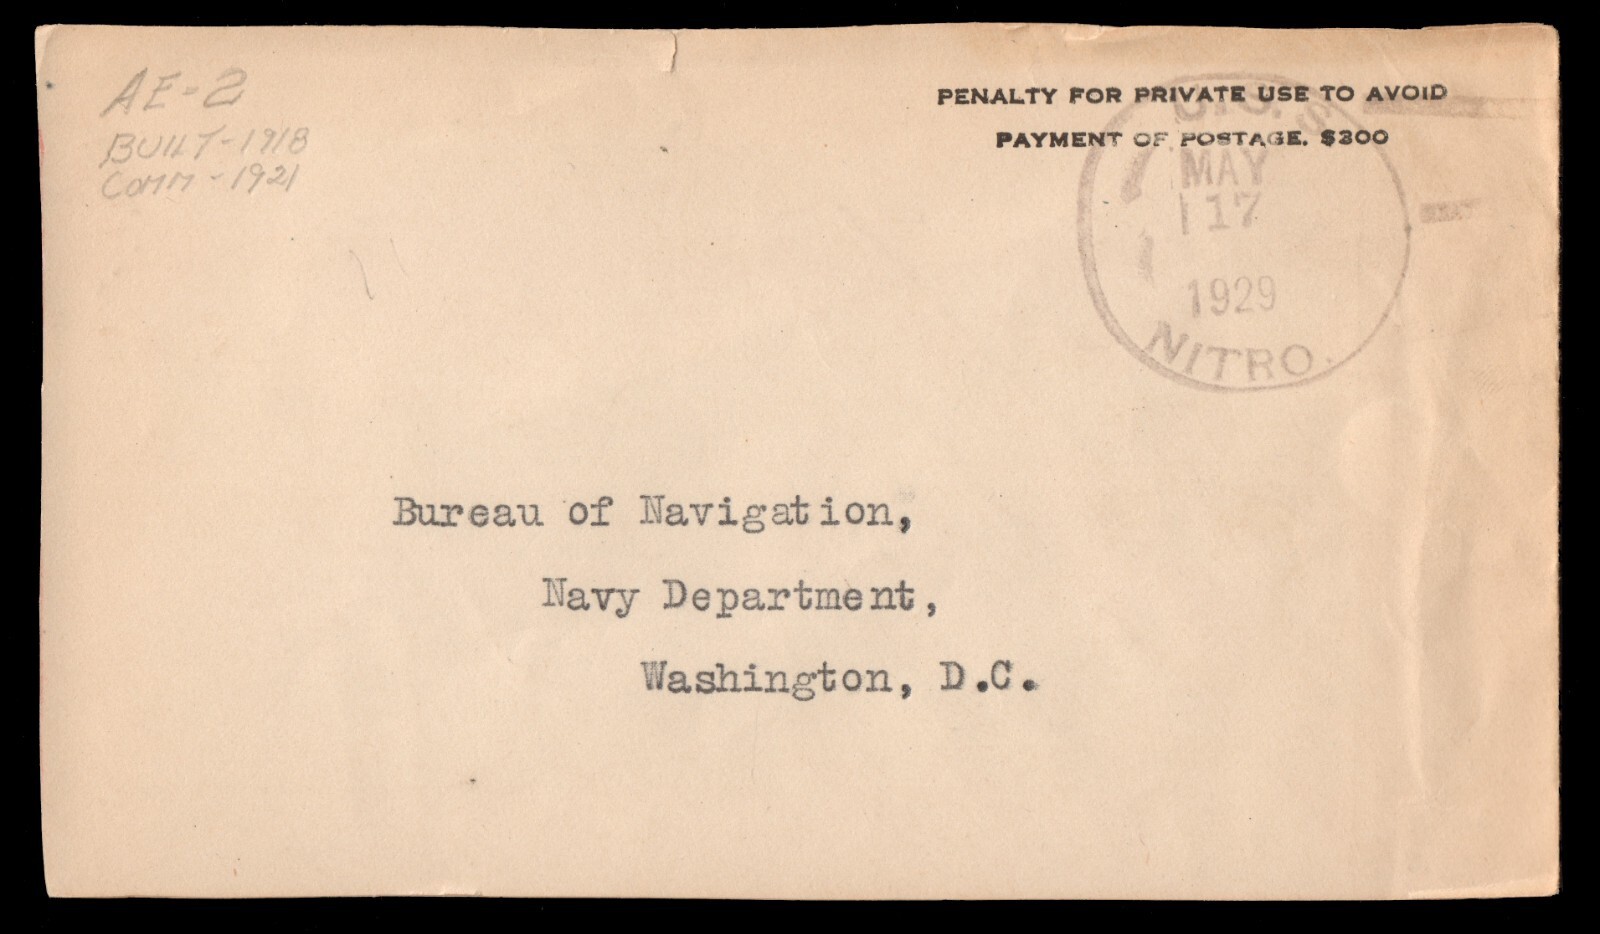 AE-2
BUILT-1918
COMM-1921
PENALTY FOR PRIVATE USE TO AVOID
PAYMENT OF POSTAGE, $300
U.S.S.
MAY
17
1929
NITRO.
Bureau of Navigation,
Navy Department,
Washington, D.C.